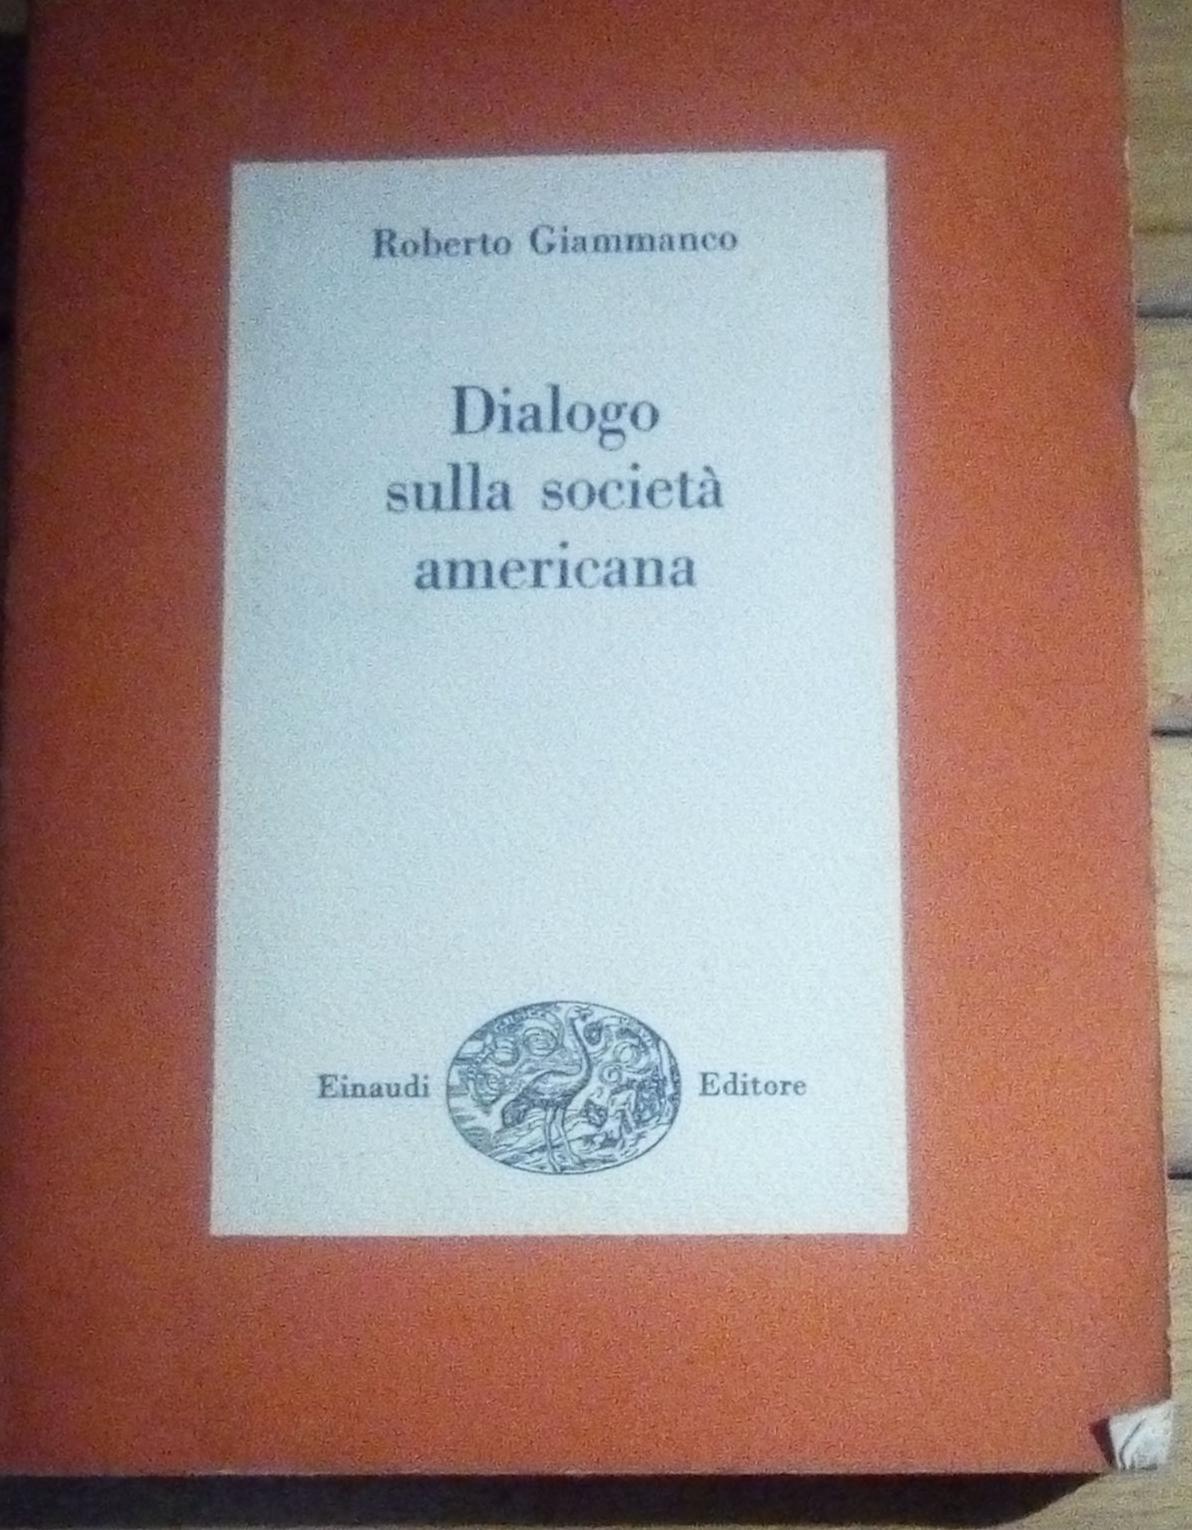 Roberto Giammanco
Dialogo
sulla società
americana
Einaudi Editore